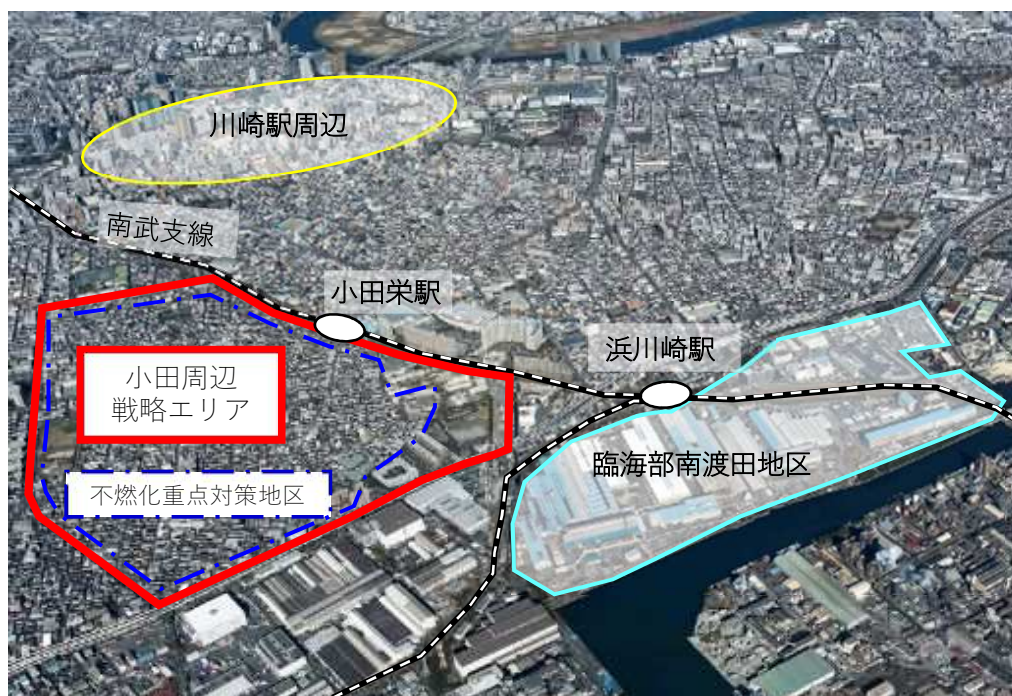 川崎駅周辺
南武支線
小田栄駅
浜川崎駅
小田周辺
戦略エリア
臨海部南渡田地区
不燃化重点対策地区